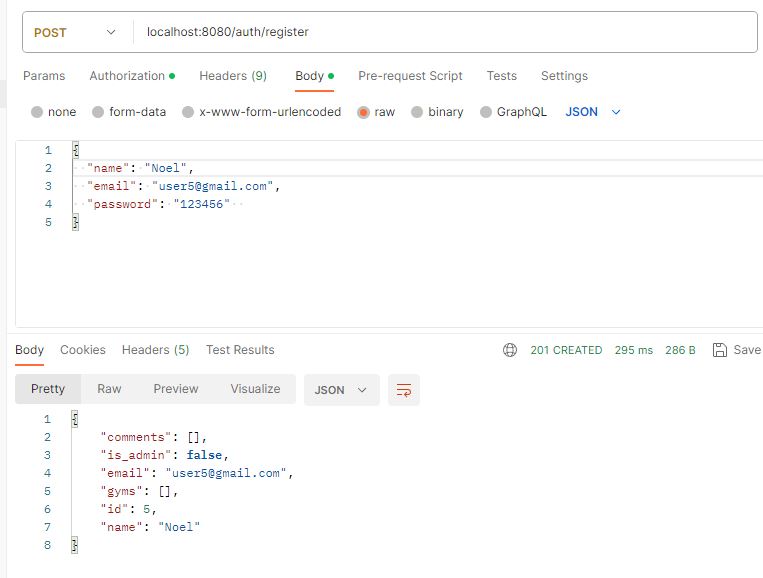 POST localhost:8080/auth/register
Params Authorization Headers (9) Body Pre-request Script Tests Settings
none form-data x-www-form-urlencoded raw binary GraphQL JSON
1 {
2 "name": "Noel",
3 "email": "user5@gmail.com",
4 "password": "123456"
5 }
Body Cookies Headers (5) Test Results 201 CREATED 295 ms 286 B Save
Pretty Raw Preview Visualize JSON
1 {
2 "comments": [],
3 "is_admin": false,
4 "email": "user5@gmail.com",
5 "gyms": [],
6 "id": 5,
7 "name": "Noel"
8 }